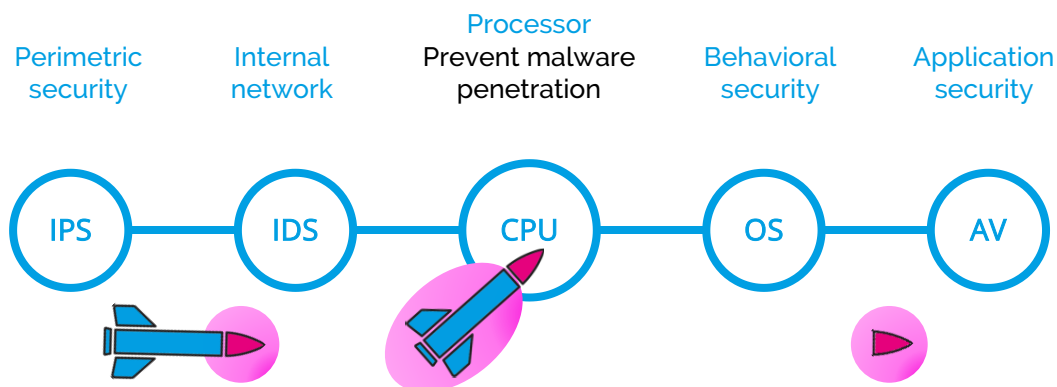 Perimetric
security
Internal
network
Processor
Prevent malware
penetration
Behavioral
security
Application
security
IPS
IDS
CPU
OS
AV